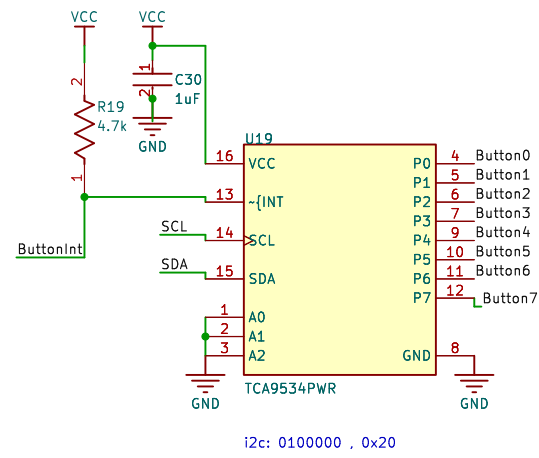 VCC VCC
1
2
C30
1uF
2
R19
4.7k
GND
1
U19
16 VCC P0 4 Button0
P1 5 Button1
13 ~{INT P2 6 Button2
P3 7 Button3
SCL 14 SCL P4 9 Button4
ButtonInt
P5 10 Button5
SDA 15 SDA P6 11 Button6
P7 12 Button7
1 A0
2 A1
3 A2 GND 8
GND TCA9534PWR GND
i2c: 0100000 , 0x20